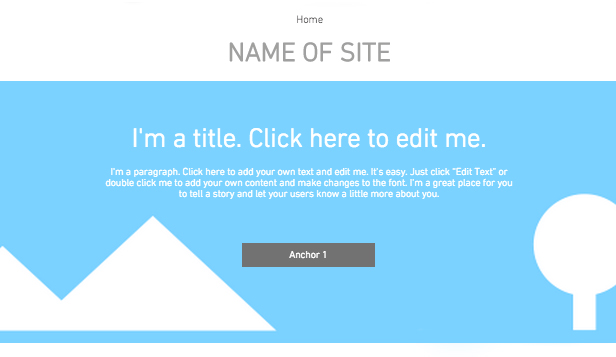 Home
NAME OF SITE
I'm a title. Click here to edit me.
I'm a paragraph. Click here to add your own text and edit me. It's easy. Just click "Edit Text" or
double click me to add your own content and make changes to the font. I'm a great place for you
to tell a story and let your users know a little more about you.
Anchor 1